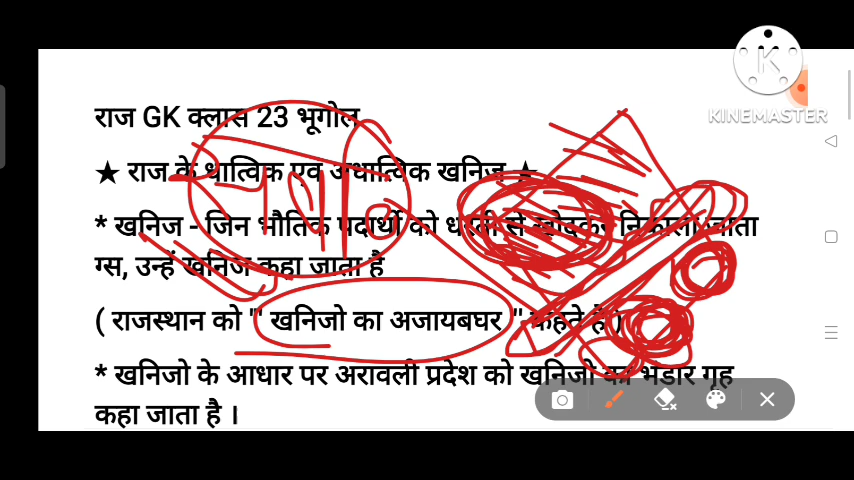 KINEMASTER
राज GK क्लास 23 भूगोल
★ राज के धात्विक एव अधात्विक खनिज ★
* खनिज - जिन भौतिक पदार्थो को धरती से खोदकर निकाला जाता
ग्स, उन्हें खनिज कहा जाता है
( राजस्थान को " खनिजो का अजायबघर " कहते है )
* खनिजो के आधार पर अरावली प्रदेश को खनिजो का भंडार गृह
कहा जाता है ।